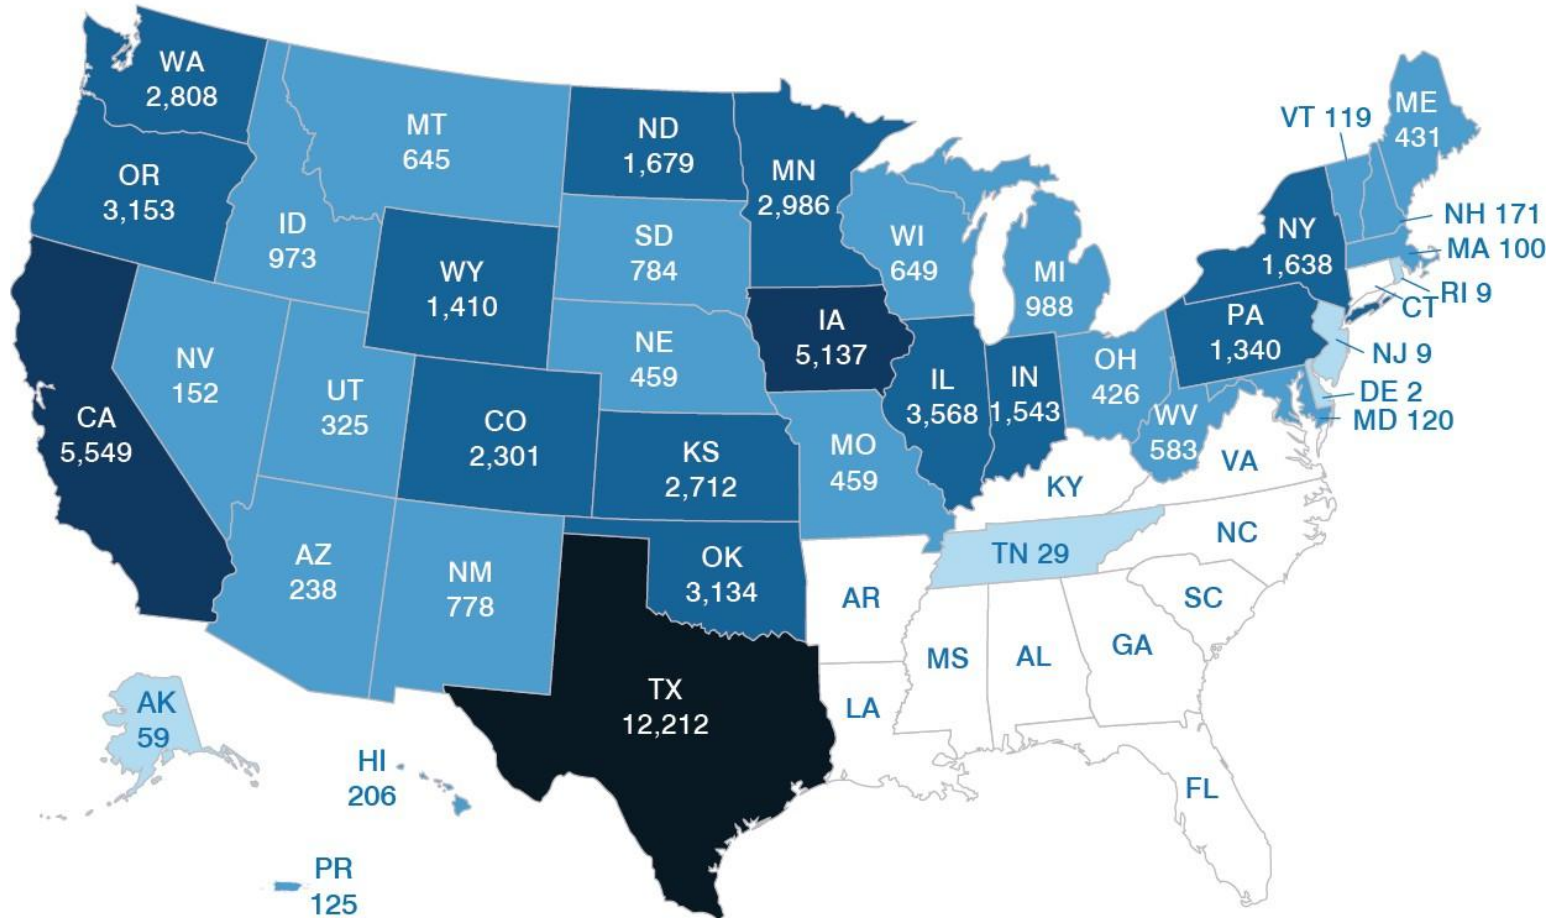 WA
2,808
OR
3,153
CA
5,549
ID
973
NV
152
MT
645
WY
1,410
UT
325
AZ
238
CO
2,301
NM
778
ND
1,679
SD
784
NE
459
KS
2,712
OK
3,134
TX
12,212
MN
2,986
IA
5,137
MO
459
AR
LA
WI
649
IL
3,568
MI
988
IN
1,543
OH
426
KY
TN 29
MS
AL
GA
FL
SC
NC
VA
WV
583
PA
1,340
NY
1,638
VT 119
ME
431
NH 171
MA 100
RI 9
CT
NJ 9
DE 2
MD 120
AK
59
HI
206
PR
125